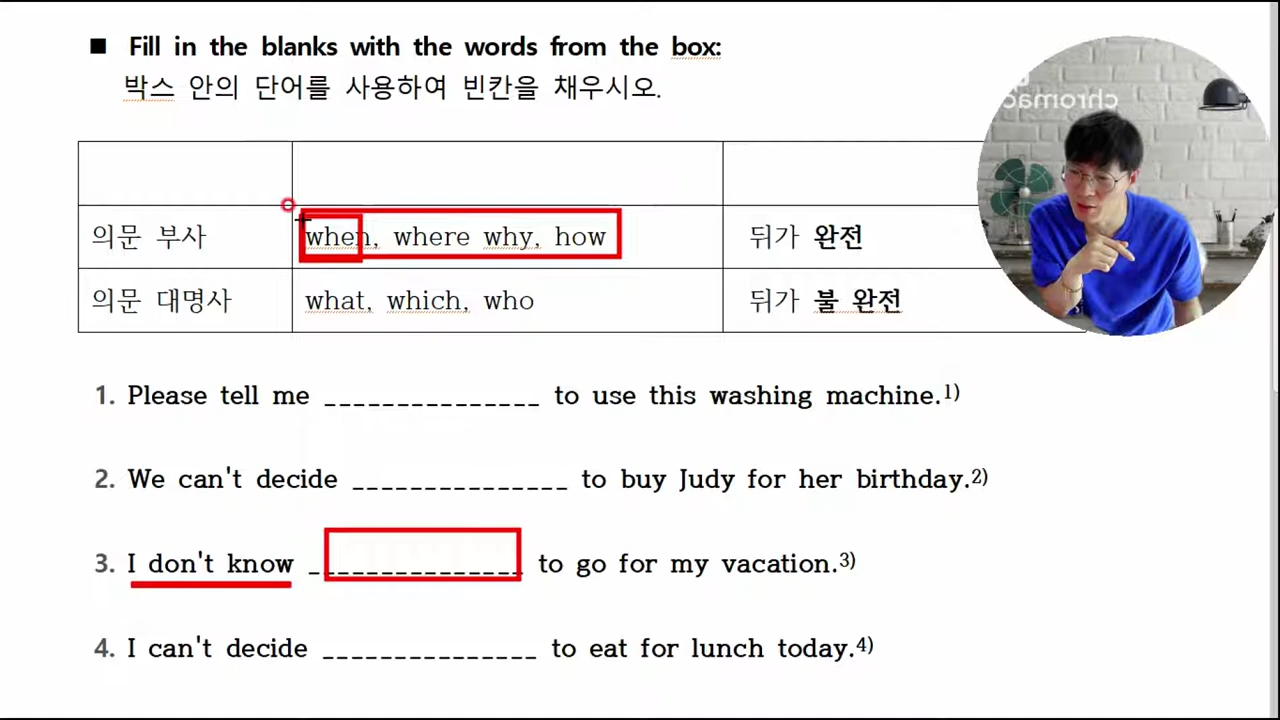 ■ Fill in the blanks with the words from the box:
박스 안의 단어를 사용하여 빈칸을 채우시오.
의문 부사 when, where why, how 뒤가 완전
의문 대명사 what, which, who 뒤가 불 완전
1. Please tell me _______________ to use this washing machine.1)
2. We can't decide _______________ to buy Judy for her birthday.2)
3. I don't know _______________ to go for my vacation.3)
4. I can't decide _______________ to eat for lunch today.4)